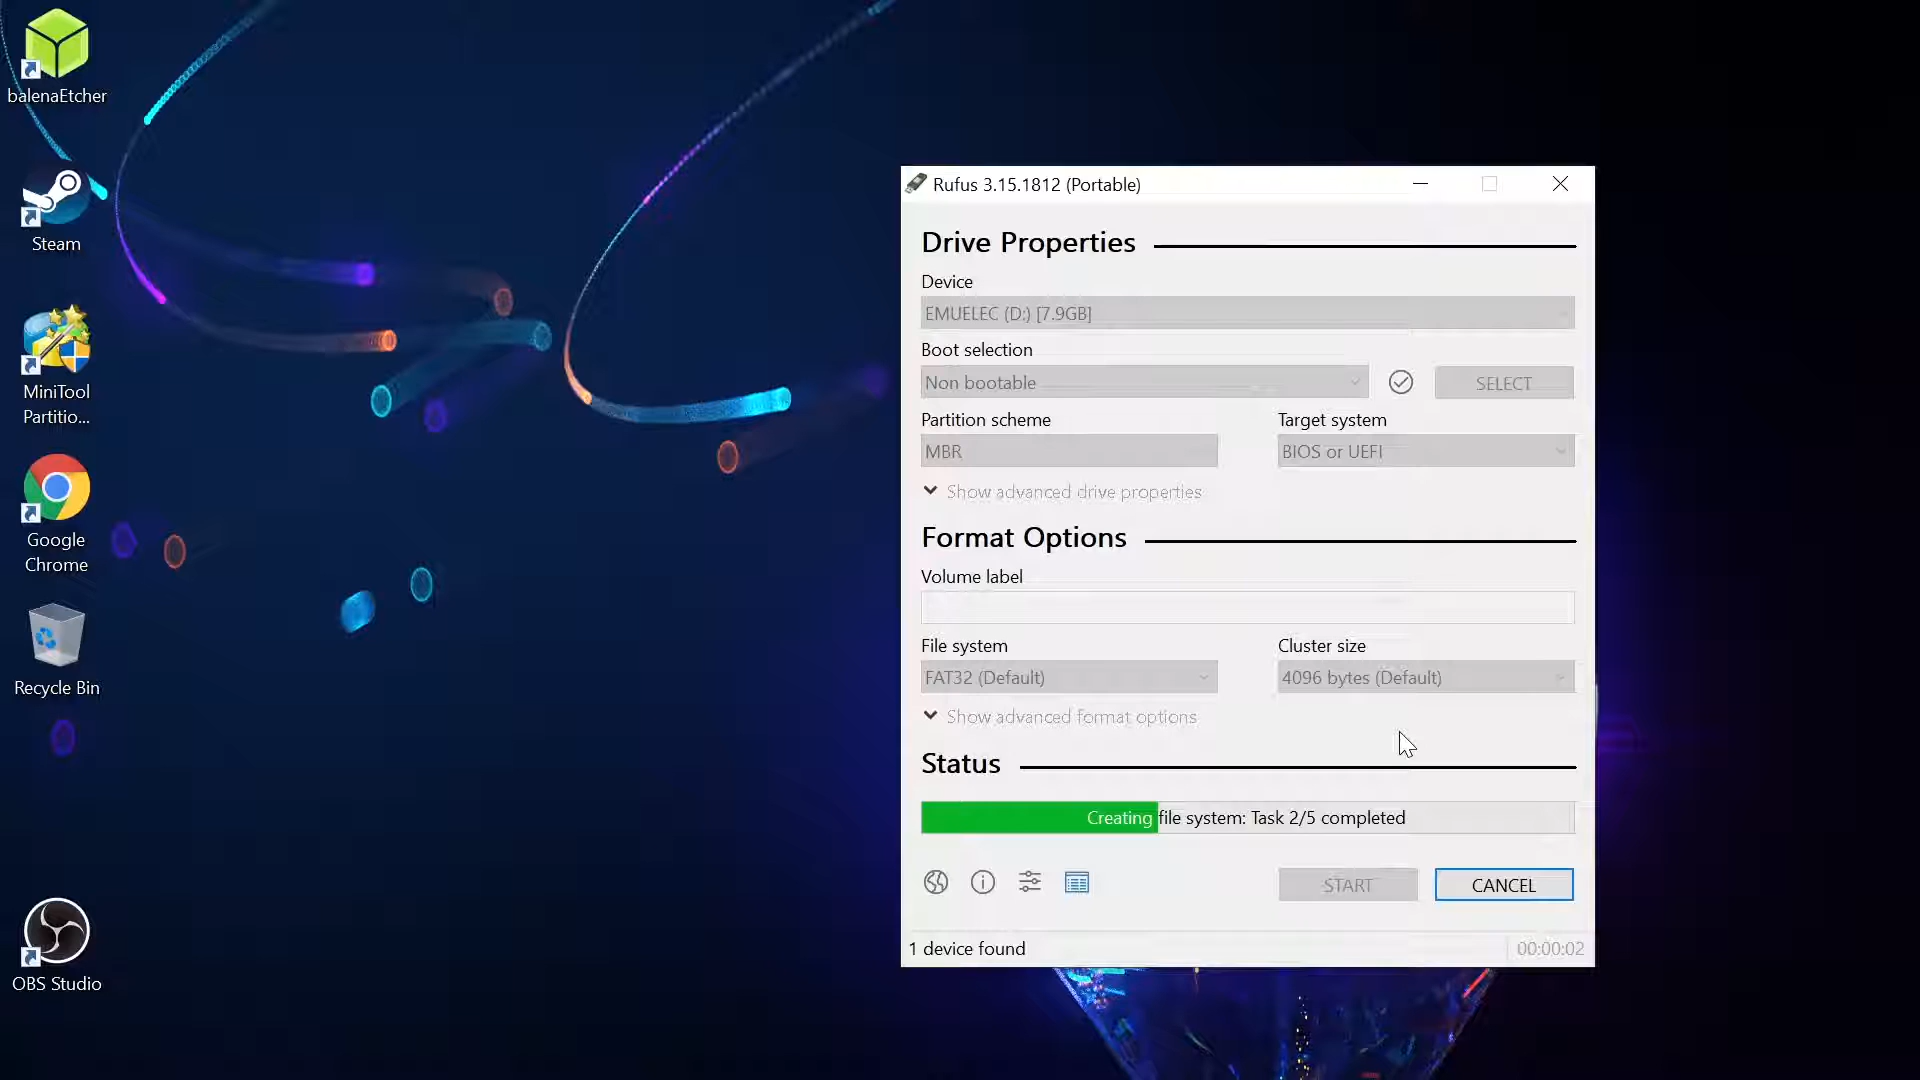 balenaEtcher
Steam
MiniTool
Partitio...
Google
Chrome
Recycle Bin
OBS Studio
Rufus 3.15.1812 (Portable)
Drive Properties
Device
EMUELEC (D:) [7.9GB]
Boot selection
Non bootable
SELECT
Partition scheme
Target system
MBR
BIOS or UEFI
Show advanced drive properties
Format Options
Volume label
File system
Cluster size
FAT32 (Default)
4096 bytes (Default)
Show advanced format options
Status
Creating file system: Task 2/5 completed
START
CANCEL
1 device found
00:00:02